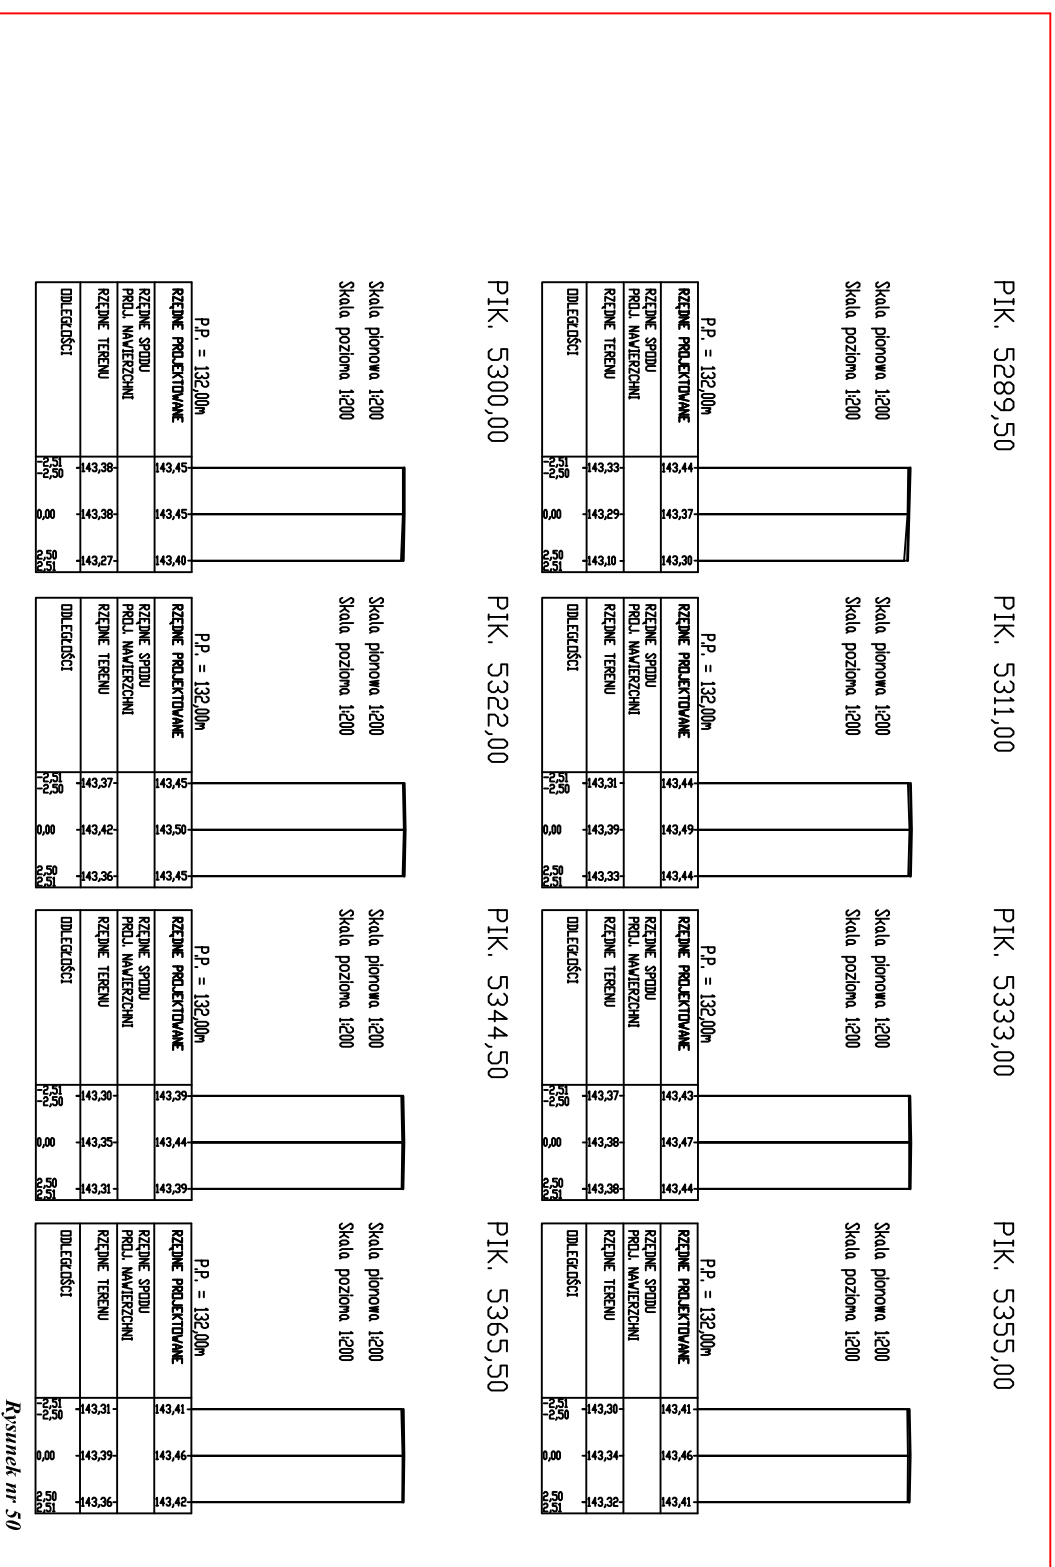 PIK. 5289,50
Skala pionowa 1:200
Skala pozioma 1:200
P.P. = 132,00m
RZĘDNE PROJEKTOWANE 143,44 143,37 143,30
RZĘDNE SPODU
PROJ. NAWIERZCHNI
RZĘDNE TERENU 143,33 143,29 143,10
ODLEGŁOŚCI -2,51 -2,50 0,00 2,50 2,51
PIK. 5311,00
Skala pionowa 1:200
Skala pozioma 1:200
P.P. = 132,00m
RZĘDNE PROJEKTOWANE 143,44 143,49 143,44
RZĘDNE SPODU
PROJ. NAWIERZCHNI
RZĘDNE TERENU 143,31 143,39 143,33
ODLEGŁOŚCI -2,51 -2,50 0,00 2,50 2,51
PIK. 5333,00
Skala pionowa 1:200
Skala pozioma 1:200
P.P. = 132,00m
RZĘDNE PROJEKTOWANE 143,43 143,47 143,44
RZĘDNE SPODU
PROJ. NAWIERZCHNI
RZĘDNE TERENU 143,37 143,38 143,38
ODLEGŁOŚCI -2,51 -2,50 0,00 2,50 2,51
PIK. 5355,00
Skala pionowa 1:200
Skala pozioma 1:200
P.P. = 132,00m
RZĘDNE PROJEKTOWANE 143,41 143,46 143,41
RZĘDNE SPODU
PROJ. NAWIERZCHNI
RZĘDNE TERENU 143,30 143,34 143,32
ODLEGŁOŚCI -2,51 -2,50 0,00 2,50 2,51
PIK. 5300,00
Skala pionowa 1:200
Skala pozioma 1:200
P.P. = 132,00m
RZĘDNE PROJEKTOWANE 143,45 143,45 143,40
RZĘDNE SPODU
PROJ. NAWIERZCHNI
RZĘDNE TERENU 143,38 143,38 143,27
ODLEGŁOŚCI -2,51 -2,50 0,00 2,50 2,51
PIK. 5322,00
Skala pionowa 1:200
Skala pozioma 1:200
P.P. = 132,00m
RZĘDNE PROJEKTOWANE 143,45 143,50 143,45
RZĘDNE SPODU
PROJ. NAWIERZCHNI
RZĘDNE TERENU 143,37 143,42 143,36
ODLEGŁOŚCI -2,51 -2,50 0,00 2,50 2,51
PIK. 5344,50
Skala pionowa 1:200
Skala pozioma 1:200
P.P. = 132,00m
RZĘDNE PROJEKTOWANE 143,39 143,44 143,39
RZĘDNE SPODU
PROJ. NAWIERZCHNI
RZĘDNE TERENU 143,30 143,35 143,31
ODLEGŁOŚCI -2,51 -2,50 0,00 2,50 2,51
PIK. 5365,50
Skala pionowa 1:200
Skala pozioma 1:200
P.P. = 132,00m
RZĘDNE PROJEKTOWANE 143,41 143,46 143,42
RZĘDNE SPODU
PROJ. NAWIERZCHNI
RZĘDNE TERENU 143,31 143,39 143,36
ODLEGŁOŚCI -2,51 -2,50 0,00 2,50 2,51
Rysunek nr 50